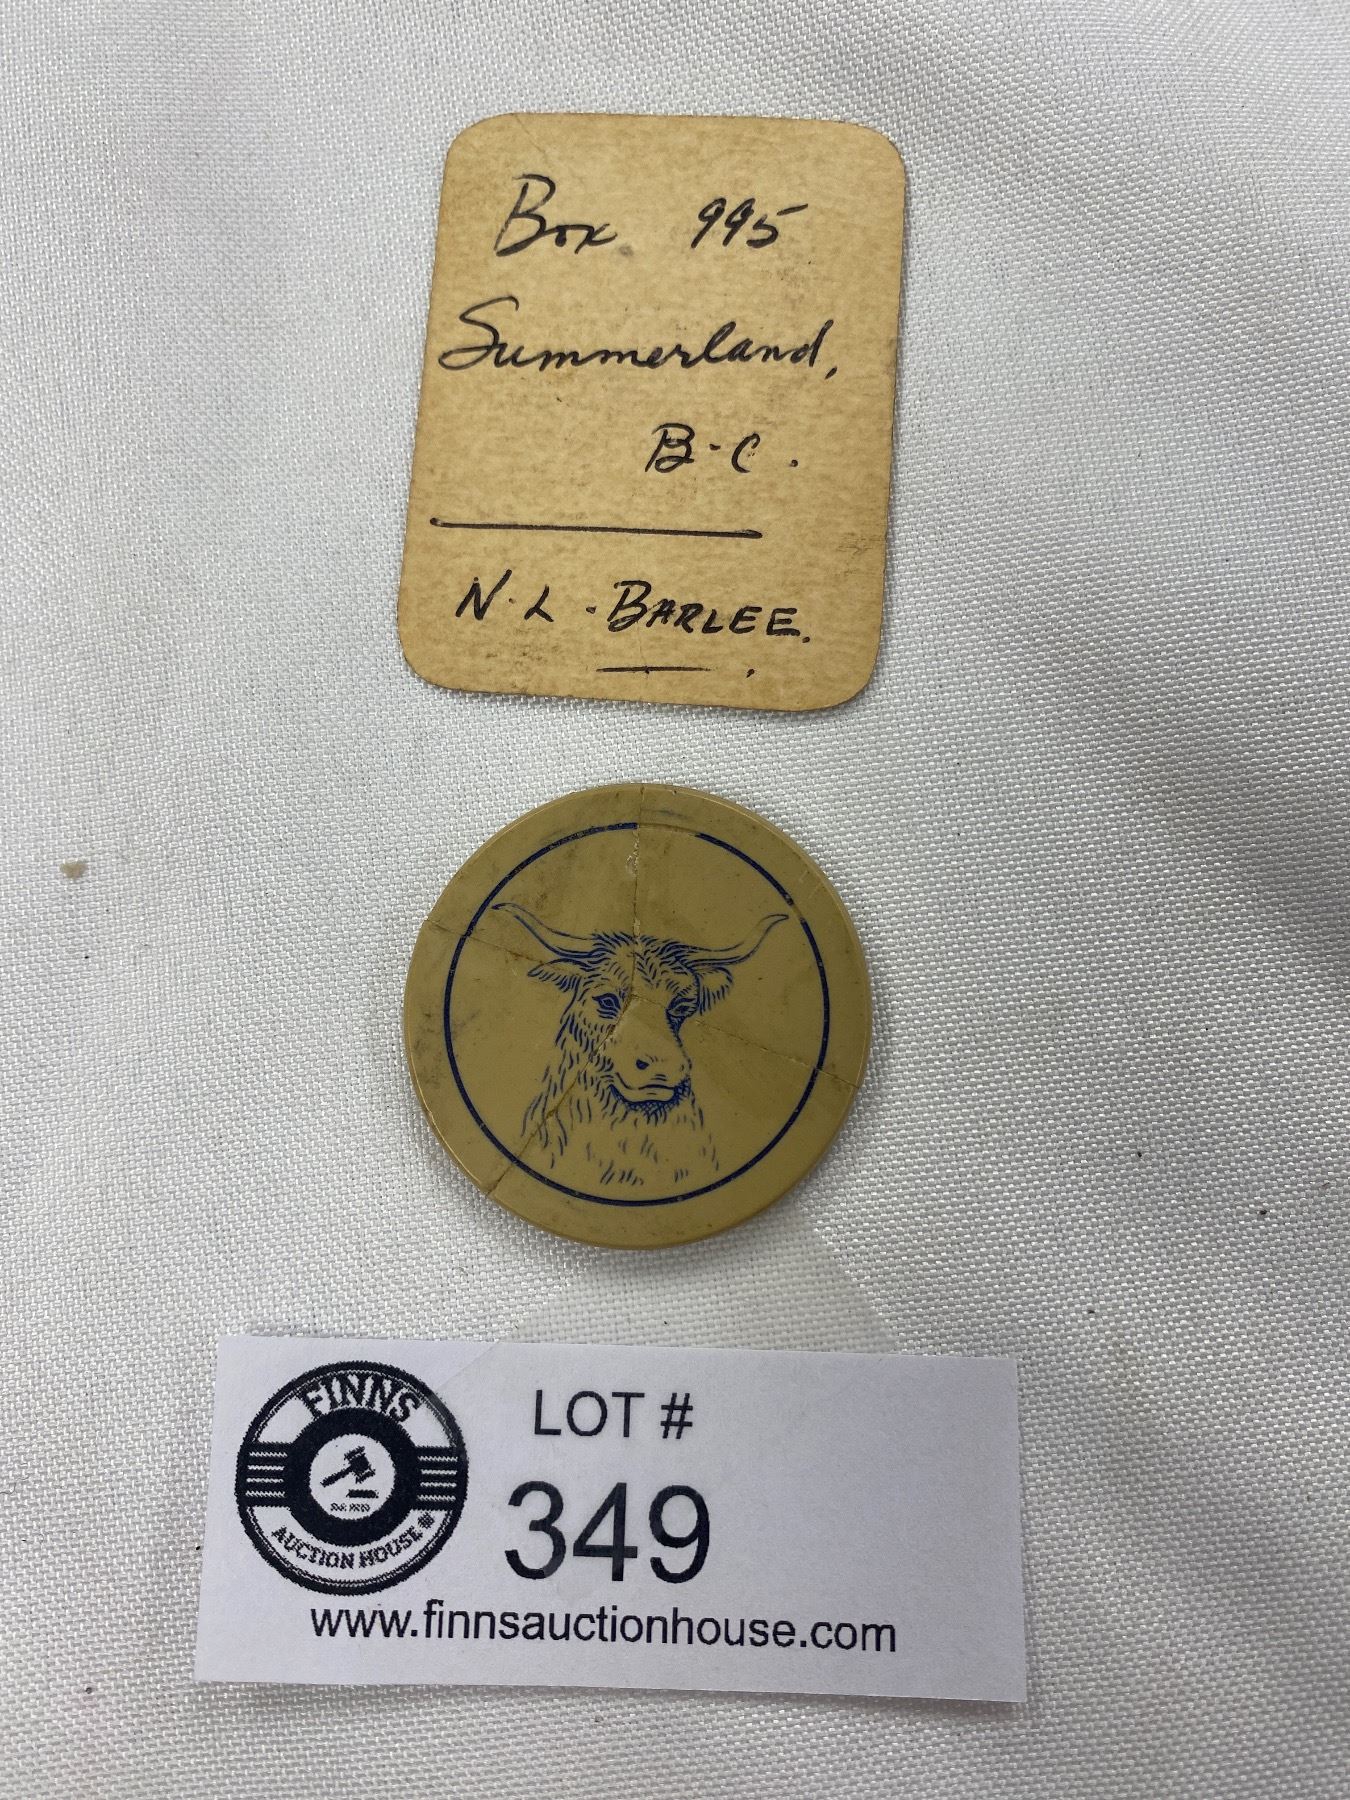 Box 995
Summerland,
B.C.
N.L. BARLEE.
FINNS
AUCTION HOUSE
LOT #
349
www.finnsauctionhouse.com